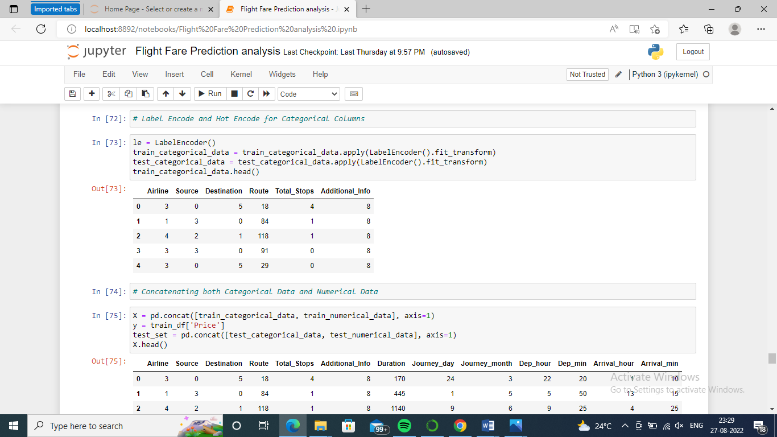 Imported tabs Home Page - Select or create a n Flight Fare Prediction analysis -
localhost:8892/notebooks/Flight%20Fare%20Prediction%20analysis%20.ipynb
jupyter Flight Fare Prediction analysis Last Checkpoint: Last Thursday at 9:57 PM (autosaved)
Logout
File Edit View Insert Cell Kernel Widgets Help
Not Trusted Python 3 (ipykernel)
Run Code
In [72]: # Label Encode and Hot Encode for Categorical Columns
In [73]: le = LabelEncoder()
train_categorical_data = train_categorical_data.apply(LabelEncoder().fit_transform)
test_categorical_data = test_categorical_data.apply(LabelEncoder().fit_transform)
train_categorical_data.head()
Out[73]:
Airline Source Destination Route Total_Stops Additional_Info
0 3 0 5 18 4 8
1 1 3 0 84 1 8
2 4 2 1 118 1 8
3 3 3 0 91 0 8
4 3 0 5 29 0 8
In [74]: # Concatenating both Categorical Data and Numerical Data
In [75]: X = pd.concat([train_categorical_data, train_numerical_data], axis=1)
y = train_df['Price']
test_set = pd.concat([test_categorical_data, test_numerical_data], axis=1)
X.head()
Out[75]:
Airline Source Destination Route Total_Stops Additional_Info Duration Journey_day Journey_month Dep_hour Dep_min Arrival_hour Arrival_min
0 3 0 5 18 4 8 170 24 3 22 20 1 10
1 1 3 0 84 1 8 445 1 5 5 50 13 15
2 4 2 1 118 1 8 1140 9 6 9 25 4 25
Activate Windows
Go to Settings to activate Windows.
Type here to search
99+
24°C
ENG
23:29
27-08-2022